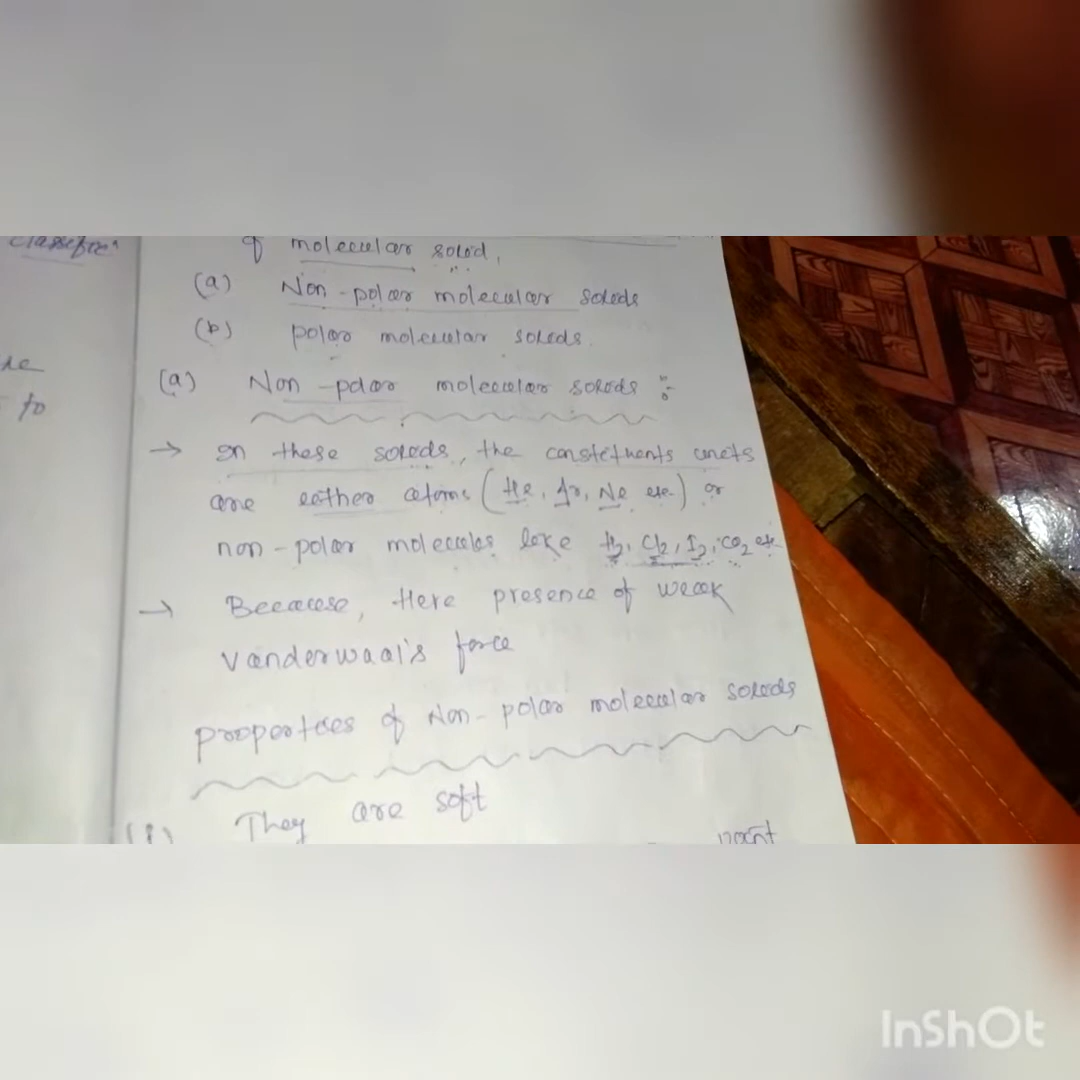 of molecular solid,
(a) Non-polar molecular solids
(b) polar molecular solids.
(a) Non-polar molecular solids :-
→ In these solids, the constituents units
are either atoms (He, Ar, Ne etc) or
non-polar molecules like H2, Cl2, I2, CO2 etc
→ Because, Here presence of weak
Vanderwaal's force
properties of Non-polar molecular solids
(i) They are soft
to
InShOt